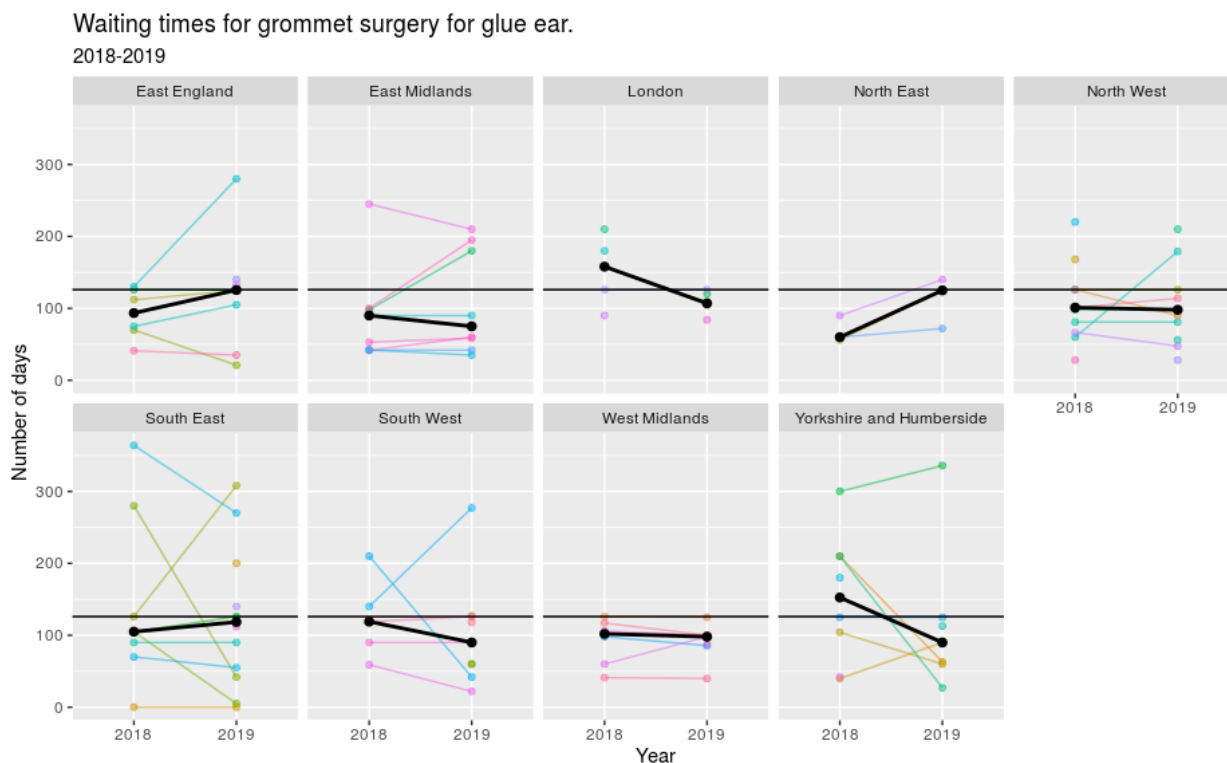 Waiting times for grommet surgery for glue ear.
2018-2019
East England
East Midlands
London
North East
North West
300
200
100
0
2018 2019
South East
South West
West Midlands
Yorkshire and Humberside
300
200
100
0
2018 2019
2018 2019
2018 2019
2018 2019
Number of days
Year